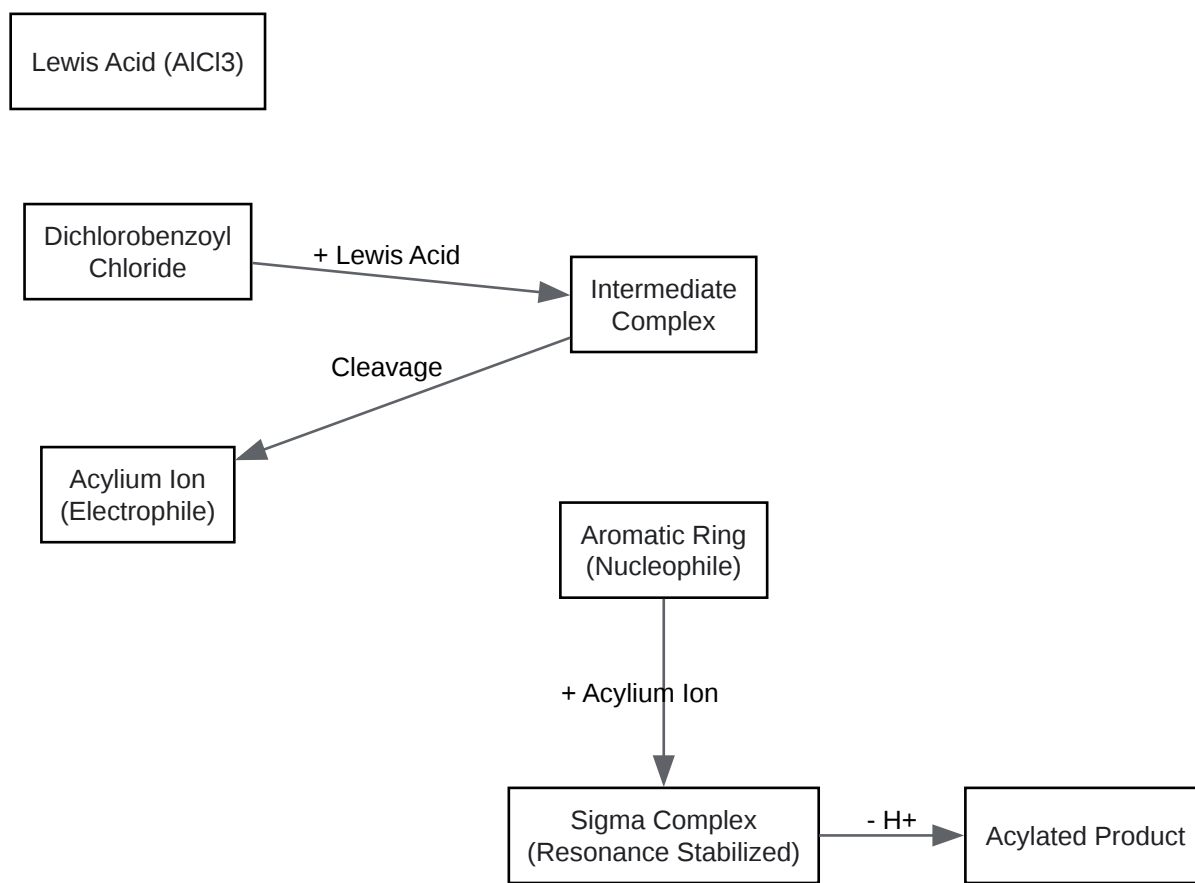 Lewis Acid (AlCl3)
Dichlorobenzoyl
Chloride
+ Lewis Acid
Intermediate
Complex
Cleavage
Acylium Ion
(Electrophile)
Aromatic Ring
(Nucleophile)
+ Acylium Ion
Sigma Complex
(Resonance Stabilized)
- H+
Acylated Product